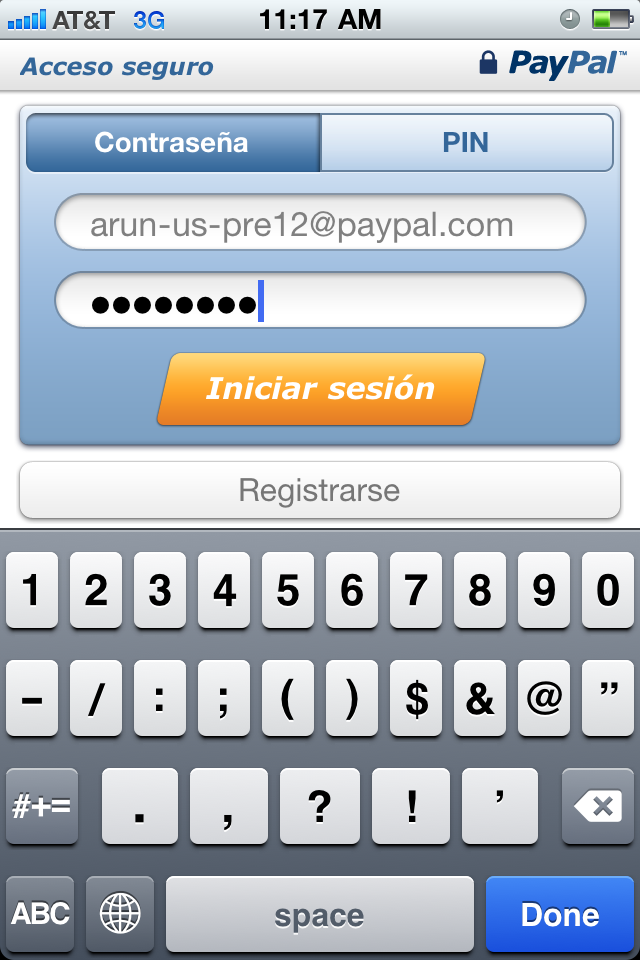 AT&T 3G 11:17 AM
Acceso seguro PayPal™
Contraseña PIN
arun-us-pre12@paypal.com
••••••••
Iniciar sesión
Registrarse
1 2 3 4 5 6 7 8 9 0
- / : ; ( ) $ & @ ”
#+= . , ? ! ’
ABC space Done